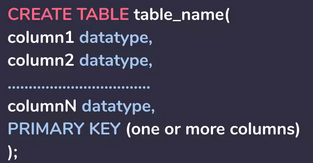 CREATE TABLE table_name(
column1 datatype,
column2 datatype,
..................................
columnN datatype,
PRIMARY KEY (one or more columns)
);